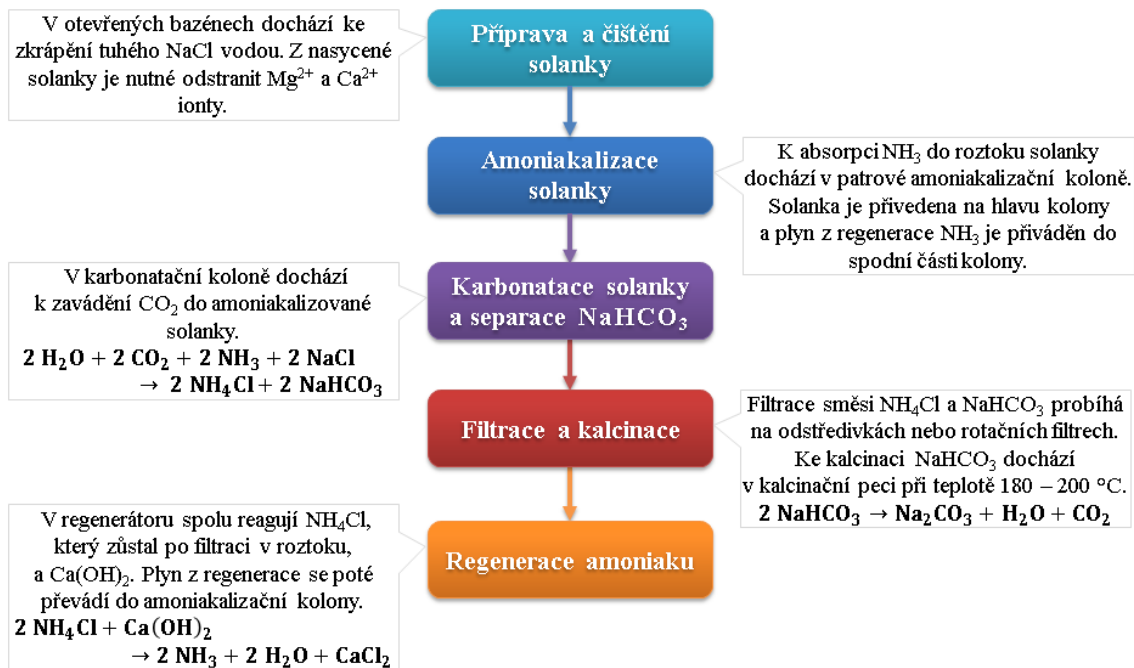 V otevřených bazénech dochází ke
zkrápění tuhého NaCl vodou. Z nasycené
solanky je nutné odstranit Mg²⁺ a Ca²⁺
ionty.
Příprava a čištění
solanky
Amoniakalizace
solanky
K absorpci NH₃ do roztoku solanky
dochází v patrové amoniakalizační koloně.
Solanka je přivedena na hlavu kolony
a plyn z regenerace NH₃ je přiváděn do
spodní části kolony.
V karbonatační koloně dochází
k zavádění CO₂ do amoniakalizované
solanky.
2 H₂O + 2 CO₂ + 2 NH₃ + 2 NaCl
→ 2 NH₄Cl + 2 NaHCO₃
Karbonatace solanky
a separace NaHCO₃
Filtrace a kalcinace
Filtrace směsi NH₄Cl a NaHCO₃ probíhá
na odstředivkách nebo rotačních filtrech.
Ke kalcinaci NaHCO₃ dochází
v kalcinační peci při teplotě 180 – 200 °C.
2 NaHCO₃ → Na₂CO₃ + H₂O + CO₂
V regenerátoru spolu reagují NH₄Cl,
který zůstal po filtraci v roztoku,
a Ca(OH)₂. Plyn z regenerace se poté
převádí do amoniakalizační kolony.
2 NH₄Cl + Ca(OH)₂
→ 2 NH₃ + 2 H₂O + CaCl₂
Regenerace amoniaku